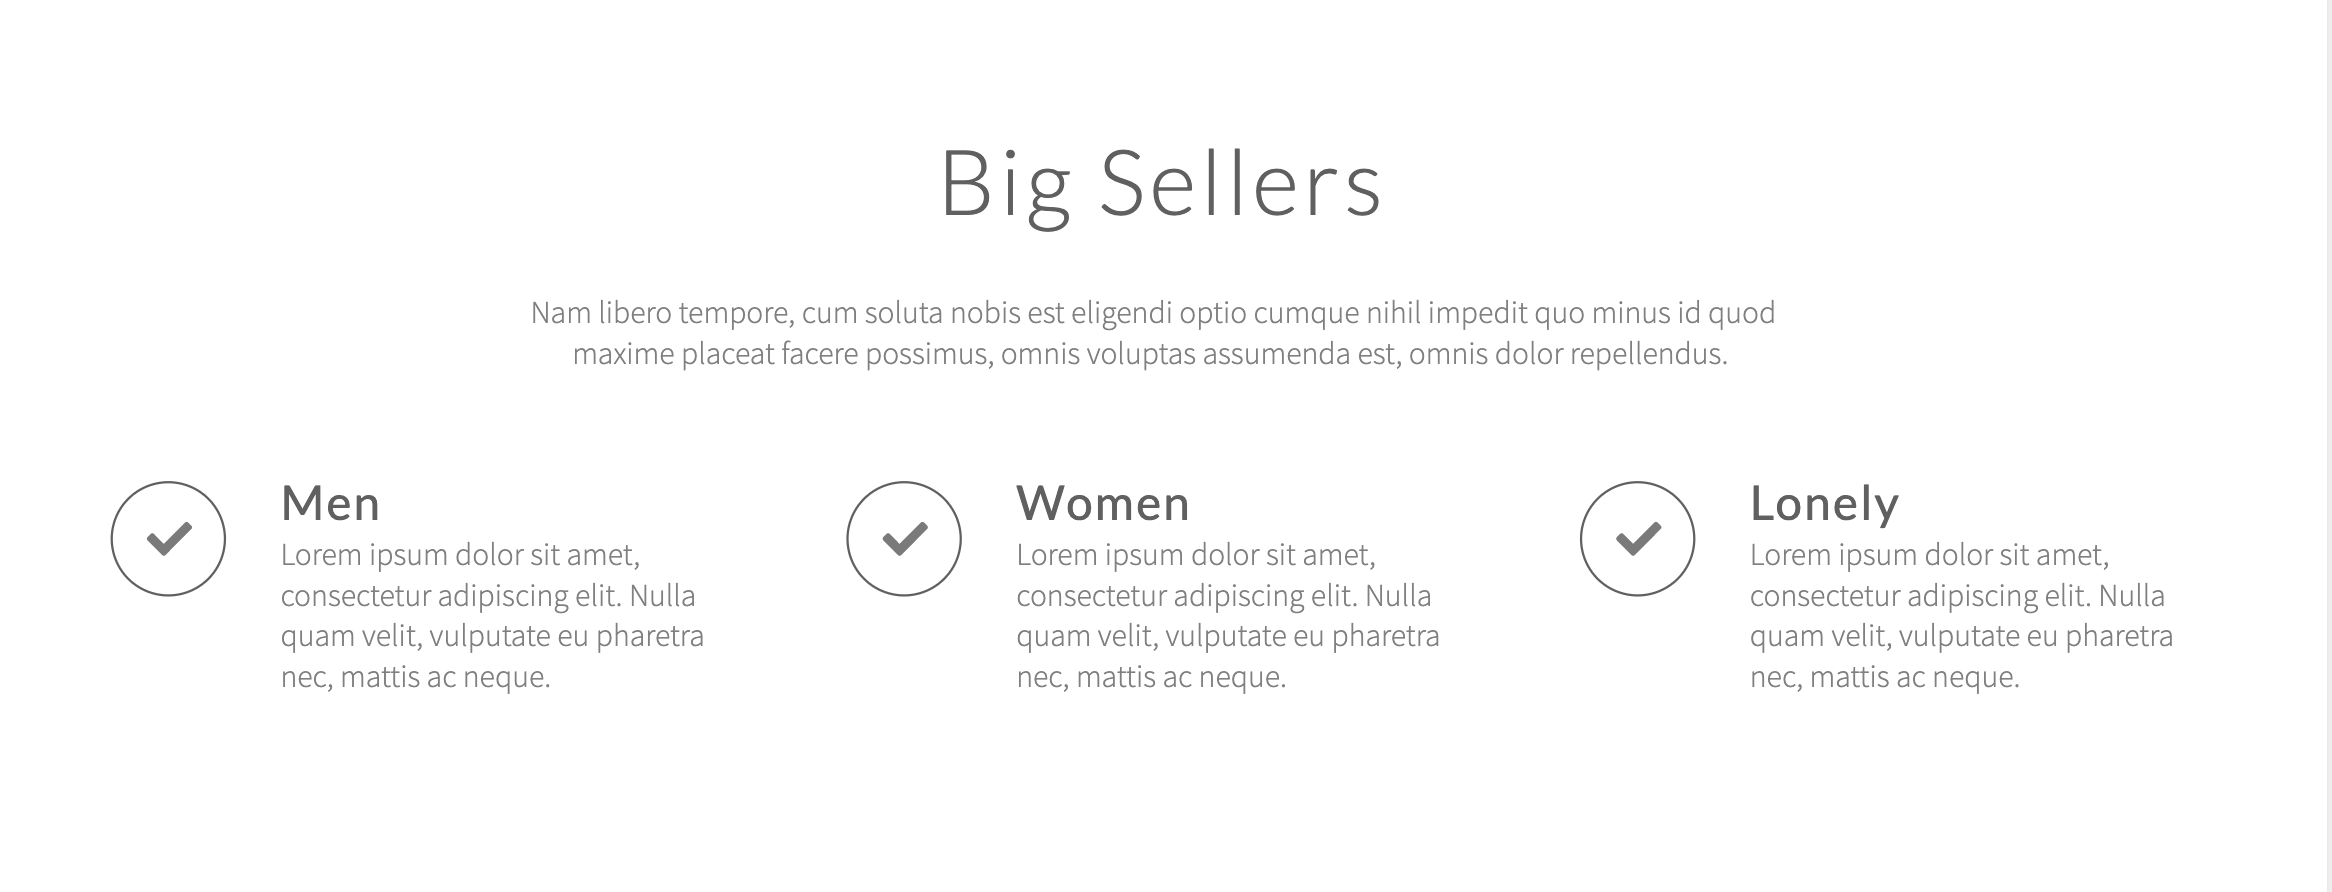 Big Sellers
Nam libero tempore, cum soluta nobis est eligendi optio cumque nihil impedit quo minus id quod
maxime placeat facere possimus, omnis voluptas assumenda est, omnis dolor repellendus.
Men
Lorem ipsum dolor sit amet,
consectetur adipiscing elit. Nulla
quam velit, vulputate eu pharetra
nec, mattis ac neque.
Women
Lorem ipsum dolor sit amet,
consectetur adipiscing elit. Nulla
quam velit, vulputate eu pharetra
nec, mattis ac neque.
Lonely
Lorem ipsum dolor sit amet,
consectetur adipiscing elit. Nulla
quam velit, vulputate eu pharetra
nec, mattis ac neque.